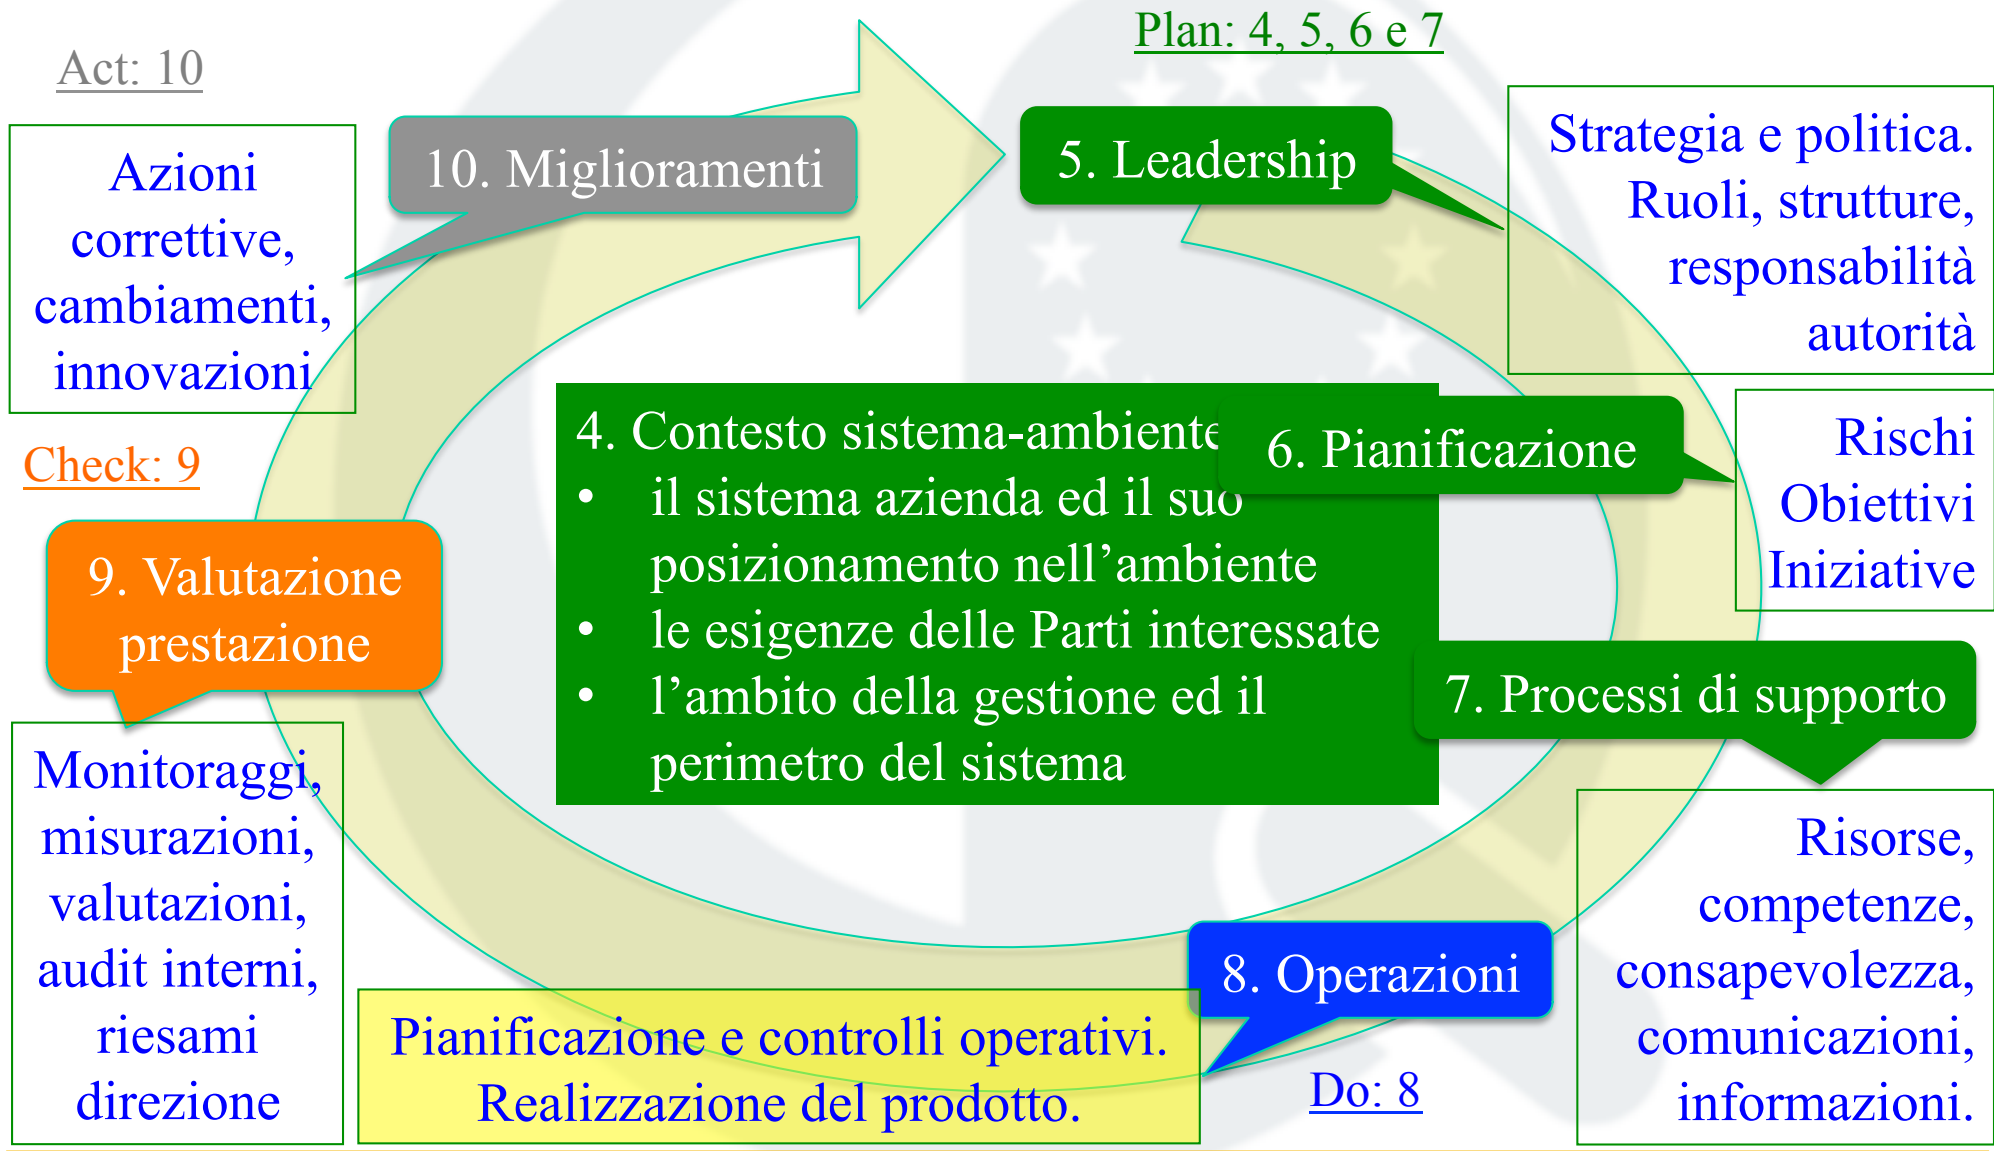 Plan: 4, 5, 6 e 7
Act: 10
10. Miglioramenti
5. Leadership
Strategia e politica.
Ruoli, strutture,
responsabilità
autorità
Azioni
correttive,
cambiamenti,
innovazioni
4. Contesto sistema-ambiente
• il sistema azienda ed il suo
posizionamento nell’ambiente
• le esigenze delle Parti interessate
• l’ambito della gestione ed il
perimetro del sistema
6. Pianificazione
Rischi
Obiettivi
Iniziative
Check: 9
9. Valutazione
prestazione
7. Processi di supporto
Monitoraggi,
misurazioni,
valutazioni,
audit interni,
riesami
direzione
Risorse,
competenze,
consapevolezza,
comunicazioni,
informazioni.
8. Operazioni
Pianificazione e controlli operativi.
Realizzazione del prodotto.
Do: 8